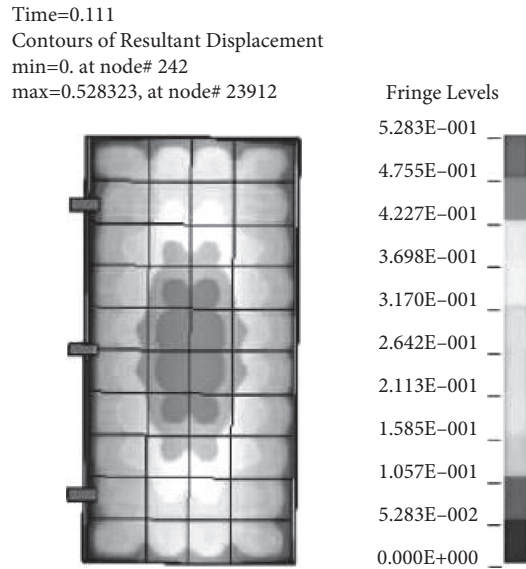 Time=0.111
Contours of Resultant Displacement
min=0. at node# 242
max=0.528323, at node# 23912
Fringe Levels
5.283E−001
4.755E−001
4.227E−001
3.698E−001
3.170E−001
2.642E−001
2.113E−001
1.585E−001
1.057E−001
5.283E−002
0.000E+000